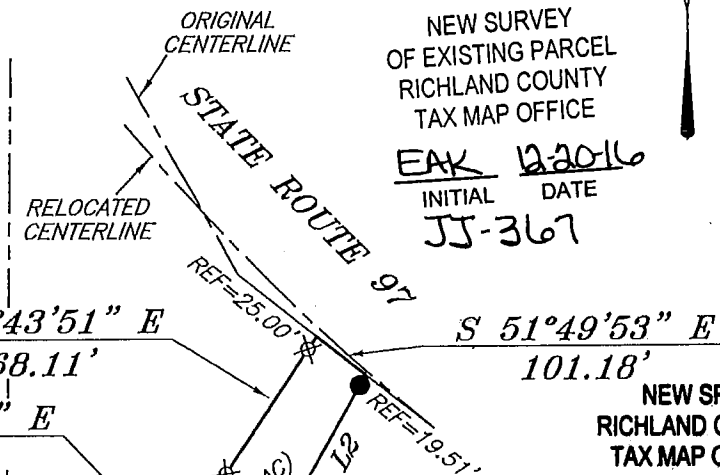 ORIGINAL
CENTERLINE
NEW SURVEY
OF EXISTING PARCEL
RICHLAND COUNTY
TAX MAP OFFICE
EAK 12-20-16
INITIAL DATE
JJ-367
STATE ROUTE 97
RELOCATED
CENTERLINE
REF=25.00'
43'51" E
68.11'
S 51°49'53" E
101.18'
" E
REF=19.51'
L2
NEW SP
RICHLAND
TAX MAP